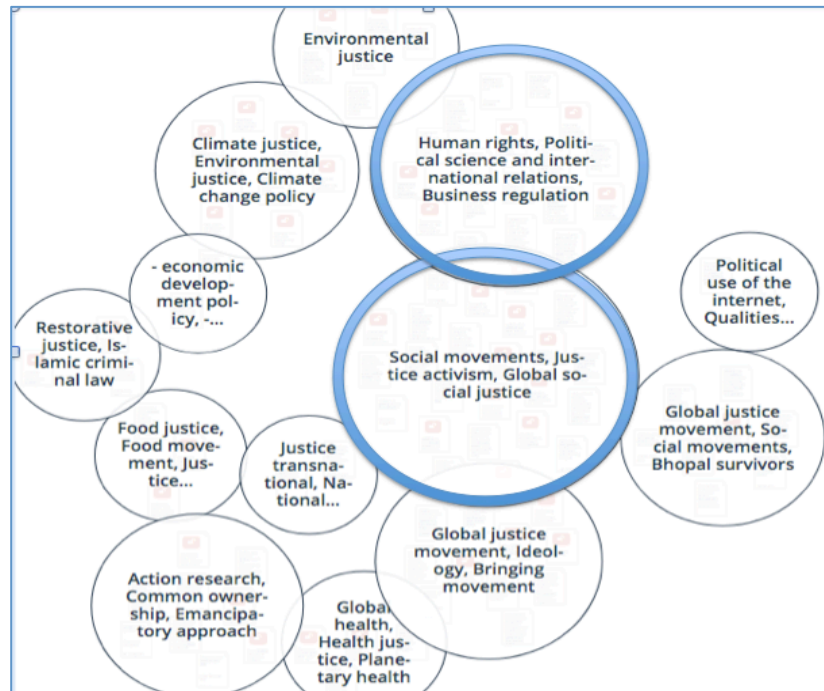 Environmental
justice
Climate justice,
Environmental
justice, Climate
change policy
Human rights, Politi-
cal science and inter-
national relations,
Business regulation
- economic
develop-
ment pol-
icy, -...
Political
use of the
internet,
Qualities...
Restorative
justice, Is-
lamic crimi-
nal law
Social movements, Jus-
tice activism, Global so-
cial justice
Food justice,
Food move-
ment, Jus-
tice...
Justice
transna-
tional, Na-
tional...
Global justice
movement, So-
cial movements,
Bhopal survivors
Global justice
movement, Ideol-
ogy, Bringing
movement
Action research,
Common owner-
ship, Emancipa-
tory approach
Global
health,
Health jus-
tice, Plane-
tary health